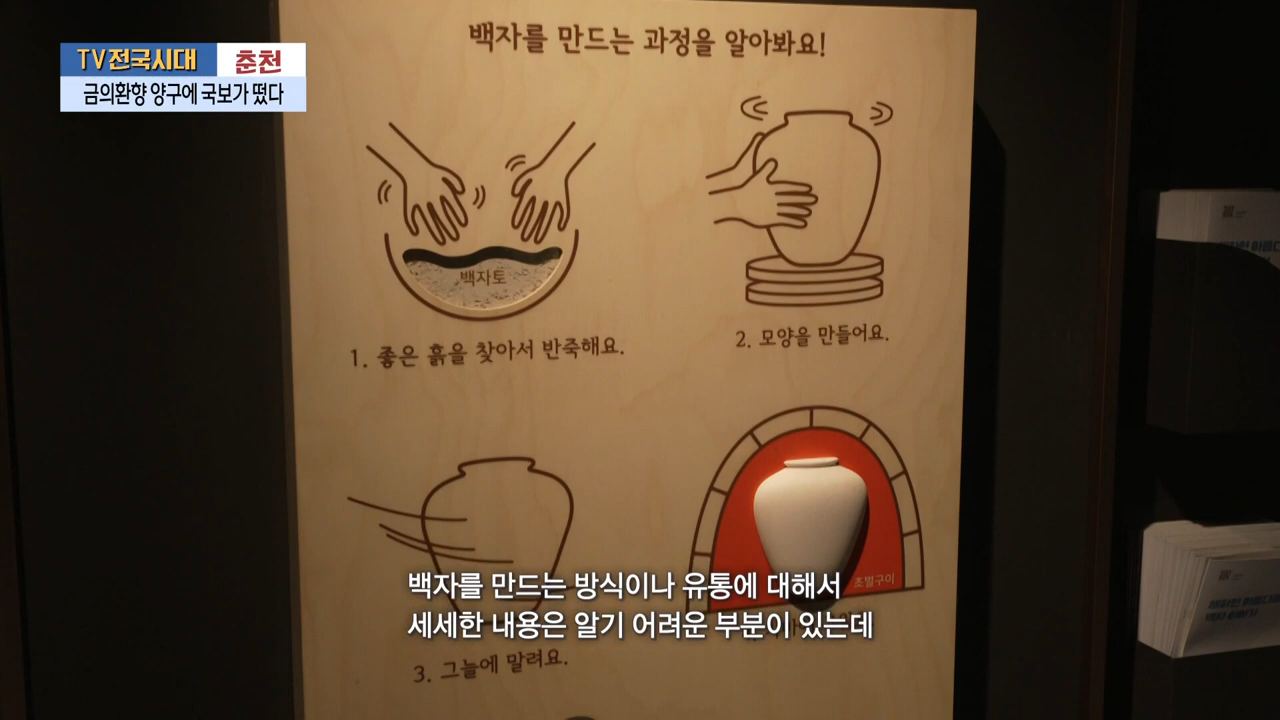 TV전국시대 춘천
금의환향 양구에 국보가 떴다
백자를 만드는 과정을 알아봐요!
백자토
1. 좋은 흙을 찾아서 반죽해요.
2. 모양을 만들어요.
초벌구이
백자를 만드는 방식이나 유통에 대해서
세세한 내용은 알기 어려운 부분이 있는데
3. 그늘에 말려요.